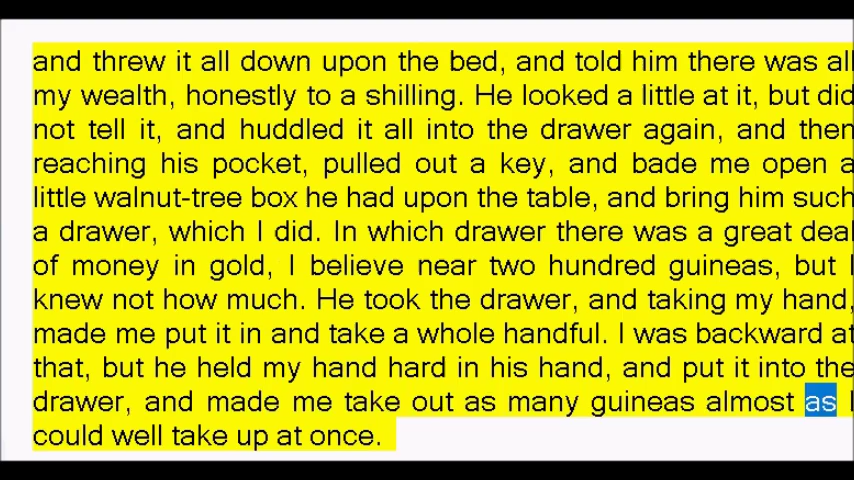 and threw it all down upon the bed, and told him there was all
my wealth, honestly to a shilling. He looked a little at it, but did
not tell it, and huddled it all into the drawer again, and then
reaching his pocket, pulled out a key, and bade me open a
little walnut-tree box he had upon the table, and bring him such
a drawer, which I did. In which drawer there was a great deal
of money in gold, I believe near two hundred guineas, but I
knew not how much. He took the drawer, and taking my hand,
made me put it in and take a whole handful. I was backward at
that, but he held my hand hard in his hand, and put it into the
drawer, and made me take out as many guineas almost as I
could well take up at once.